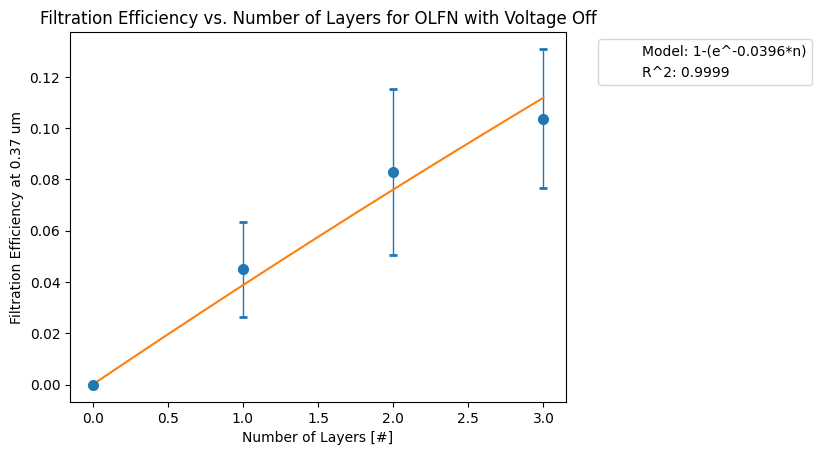 Filtration Efficiency vs. Number of Layers for OLFN with Voltage Off
Model: 1-(e^-0.0396*n)
R^2: 0.9999
Filtration Efficiency at 0.37 um
0.12
0.10
0.08
0.06
0.04
0.02
0.00
0.0 0.5 1.0 1.5 2.0 2.5 3.0
Number of Layers [#]